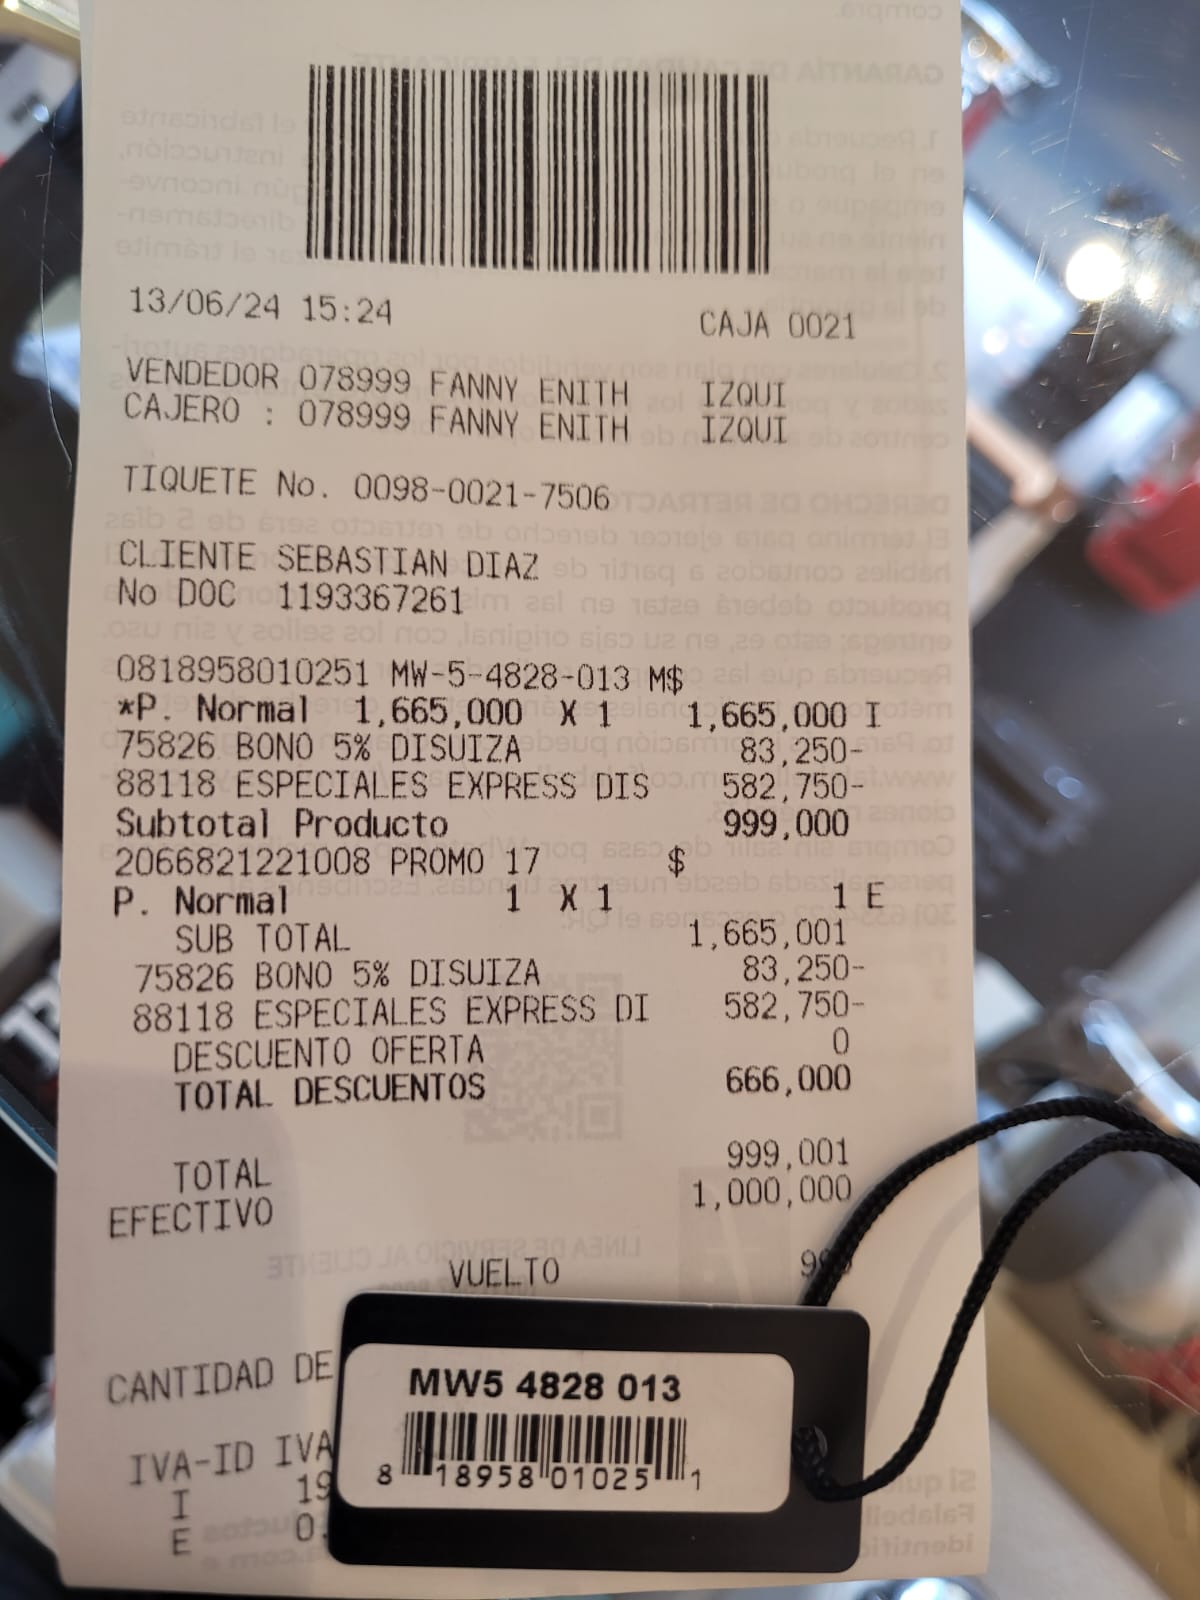 13/06/24 15:24 CAJA 0021
VENDEDOR 078999 FANNY ENITH IZQUI
CAJERO : 078999 FANNY ENITH IZQUI
TIQUETE No. 0098-0021-7506
CLIENTE SEBASTIAN DIAZ
No DOC 1193367261
0818958010251 MW-5-4828-013 M$
*P. Normal 1,665,000 X 1 1,665,000 I
75826 BONO 5% DISUIZA 83,250-
88118 ESPECIALES EXPRESS DIS 582,750-
Subtotal Producto 999,000
2066821221008 PROMO 17 $
P. Normal 1 X 1 1 E
SUB TOTAL 1,665,001
75826 BONO 5% DISUIZA 83,250-
88118 ESPECIALES EXPRESS DI 582,750-
DESCUENTO OFERTA 0
TOTAL DESCUENTOS 666,000
TOTAL 999,001
EFECTIVO 1,000,000
VUELTO
CANTIDAD DE
IVA-ID IVA
I 19
E 0.
MW5 4828 013
8 18958 01025 1